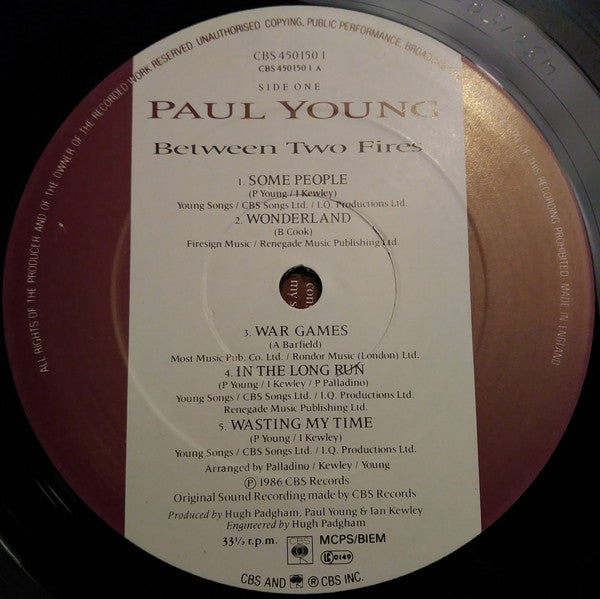 ALL RIGHTS OF THE PRODUCER AND OF THE OWNER OF THE RECORDED WORK RESERVED. UNAUTHORISED COPYING, PUBLIC PERFORMANCE, BROADCASTING OF THIS RECORDING PROHIBITED. MADE IN ENGLAND
CBS 450150 1
CBS 450150 1 A
SIDE ONE
PAUL YOUNG
Between Two Fires
1. SOME PEOPLE
(P Young / I Kewley)
Young Songs / CBS Songs Ltd. / I.Q. Productions Ltd.
2. WONDERLAND
(B Cook)
Firesign Music / Renegade Music Publishing Ltd.
con
my s
3. WAR GAMES
(A Barfield)
Most Music Pub. Co. Ltd. / Rondor Music (London) Ltd.
4. IN THE LONG RUN
(P Young / I Kewley / P Palladino)
Young Songs / CBS Songs Ltd. / I.Q. Productions Ltd.
Renegade Music Publishing Ltd.
5. WASTING MY TIME
(P Young / I Kewley)
Young Songs / CBS Songs Ltd. / I.Q. Productions Ltd.
Arranged by Palladino / Kewley / Young
Ⓟ 1986 CBS Records
Original Sound Recording made by CBS Records
Produced by Hugh Padgham, Paul Young & Ian Kewley
Engineered by Hugh Padgham
33⅓ r.p.m. CBS MCPS/BIEM
LC 0149
CBS AND ® CBS INC.